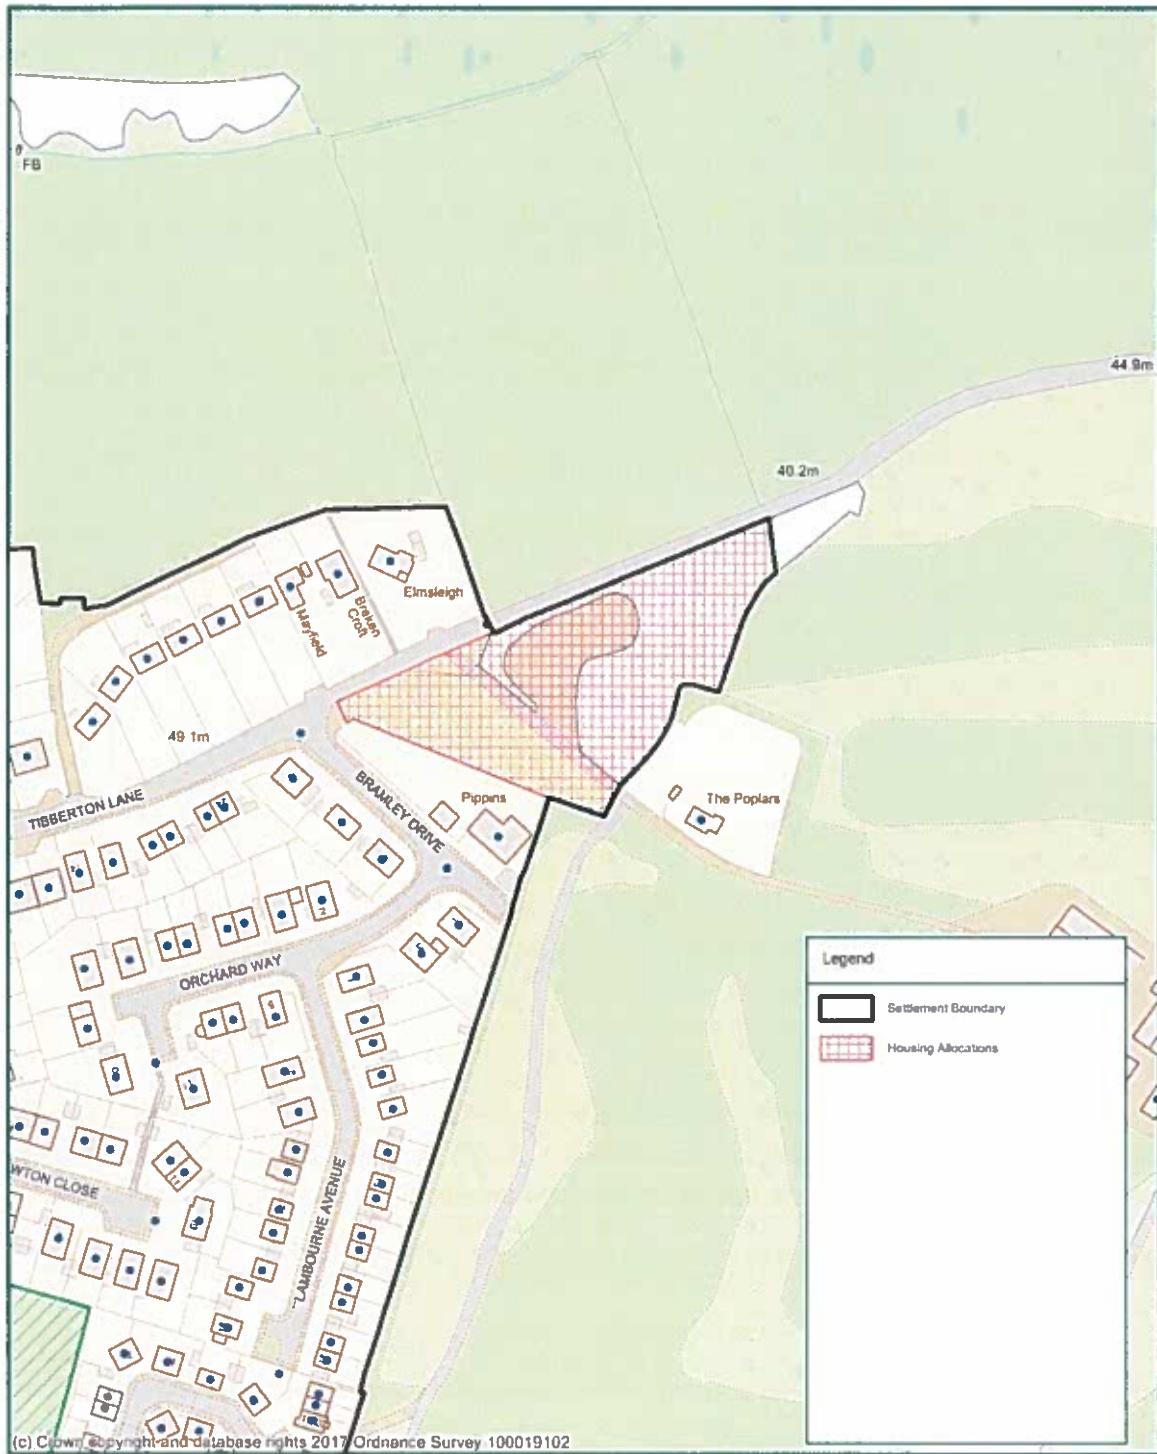 FB
44.9m
40.2m
Elmsleigh
Braken
Croft
Mayfield
49.1m
TIBBERTON LANE
BRAMLEY DRIVE
Pippins
The Poplars
ORCHARD WAY
Legend
Settlement Boundary
Housing Allocations
WTON CLOSE
LAMBOURNE AVENUE
(c) Crown copyright and database rights 2017 Ordnance Survey 100019102